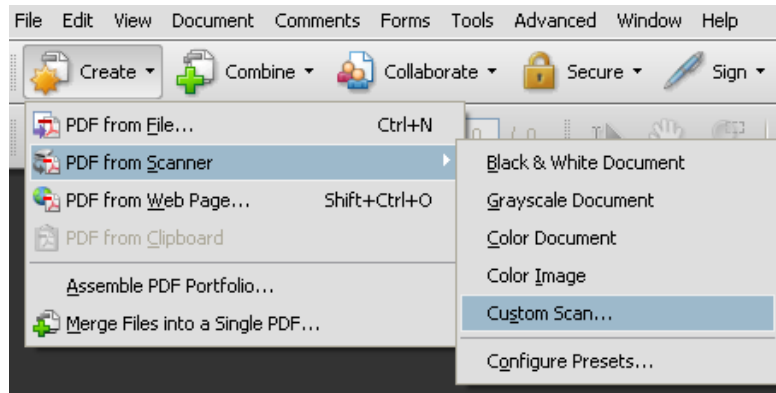 File Edit View Document Comments Forms Tools Advanced Window Help
Create Combine Collaborate Secure Sign
PDF from File... Ctrl+N
PDF from Scanner
PDF from Web Page... Shift+Ctrl+O
PDF from Clipboard
Assemble PDF Portfolio...
Merge Files into a Single PDF...
Black & White Document
Grayscale Document
Color Document
Color Image
Custom Scan...
Configure Presets...